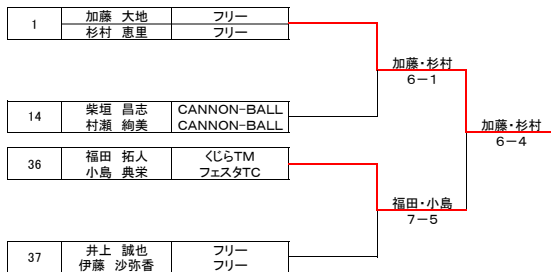 1 加藤 大地 フリー
杉村 恵里 フリー
加藤・杉村
6－1
14 柴垣 昌志 CANNON-BALL
村瀬 絢美 CANNON-BALL
加藤・杉村
6－4
36 福田 拓人 くじらTM
小島 典栄 フェスタTC
福田・小島
7－5
37 井上 誠也 フリー
伊藤 沙弥香 フリー